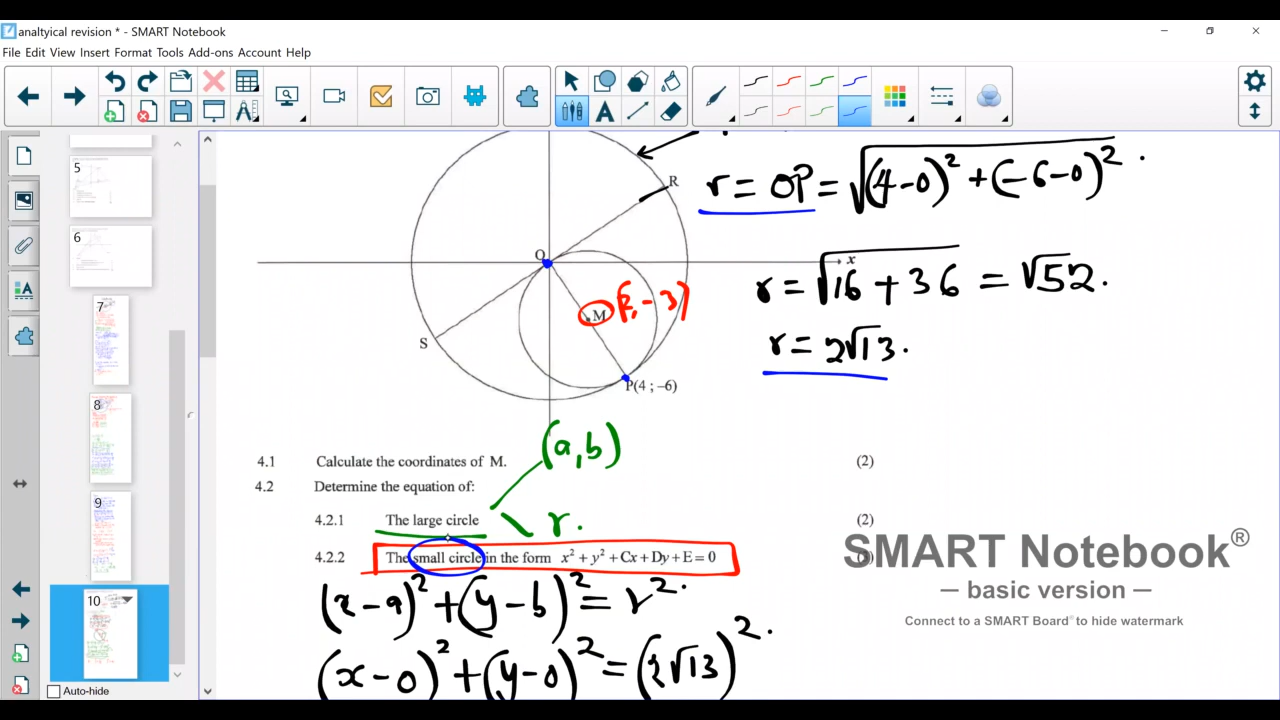 analtyical revision * - SMART Notebook
File Edit View Insert Format Tools Add-ons Account Help
5
6
7
8
9
10
Auto-hide
R
O
x
M (2, -3)
S
P(4 ; -6)
r = OP = √(4-0)² + (-6-0)².
r = √16 + 36 = √52.
r = 2√13.
(a,b)
4.1 Calculate the coordinates of M. (2)
4.2 Determine the equation of:
4.2.1 The large circle r. (2)
4.2.2 The small circle in the form x² + y² + Cx + Dy + E = 0
(x-a)² + (y-b)² = r².
(x-0)² + (y-0)² = (2√13)².
SMART Notebook®
— basic version —
Connect to a SMART Board® to hide watermark